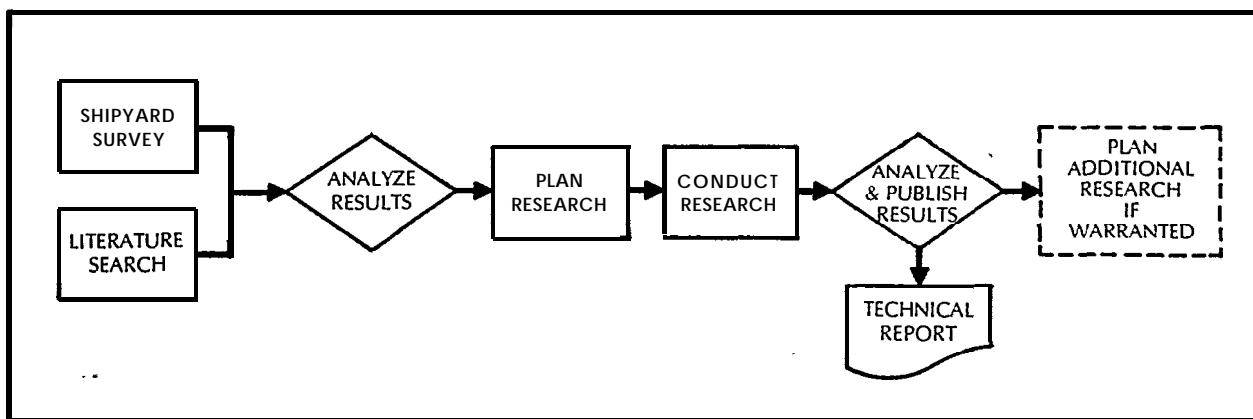 SHIPYARD
SURVEY
LITERATURE
SEARCH
ANALYZE
RESULTS
PLAN
RESEARCH
CONDUCT
RESEARCH
ANALYZE
& PUBLISH
RESULTS
TECHNICAL
REPORT
PLAN
ADDITIONAL
RESEARCH
IF
WARRANTED